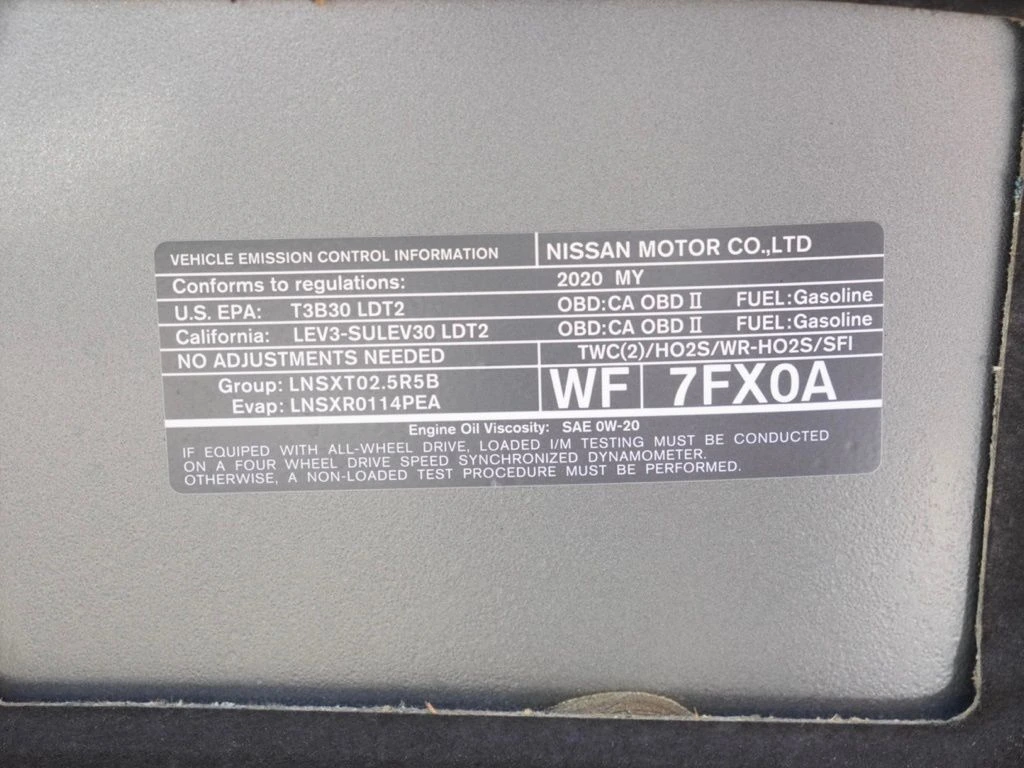 VEHICLE EMISSION CONTROL INFORMATION NISSAN MOTOR CO.,LTD
Conforms to regulations: 2020 MY
U.S. EPA: T3B30 LDT2 OBD:CA OBD II FUEL:Gasoline
California: LEV3-SULEV30 LDT2 OBD:CA OBD II FUEL:Gasoline
NO ADJUSTMENTS NEEDED TWC(2)/HO2S/WR-HO2S/SFI
Group: LNSXT02.5R5B
Evap: LNSXR0114PEA
WF 7FX0A
Engine Oil Viscosity: SAE 0W-20
IF EQUIPED WITH ALL-WHEEL DRIVE, LOADED I/M TESTING MUST BE CONDUCTED
ON A FOUR WHEEL DRIVE SPEED SYNCHRONIZED DYNAMOMETER.
OTHERWISE, A NON-LOADED TEST PROCEDURE MUST BE PERFORMED.